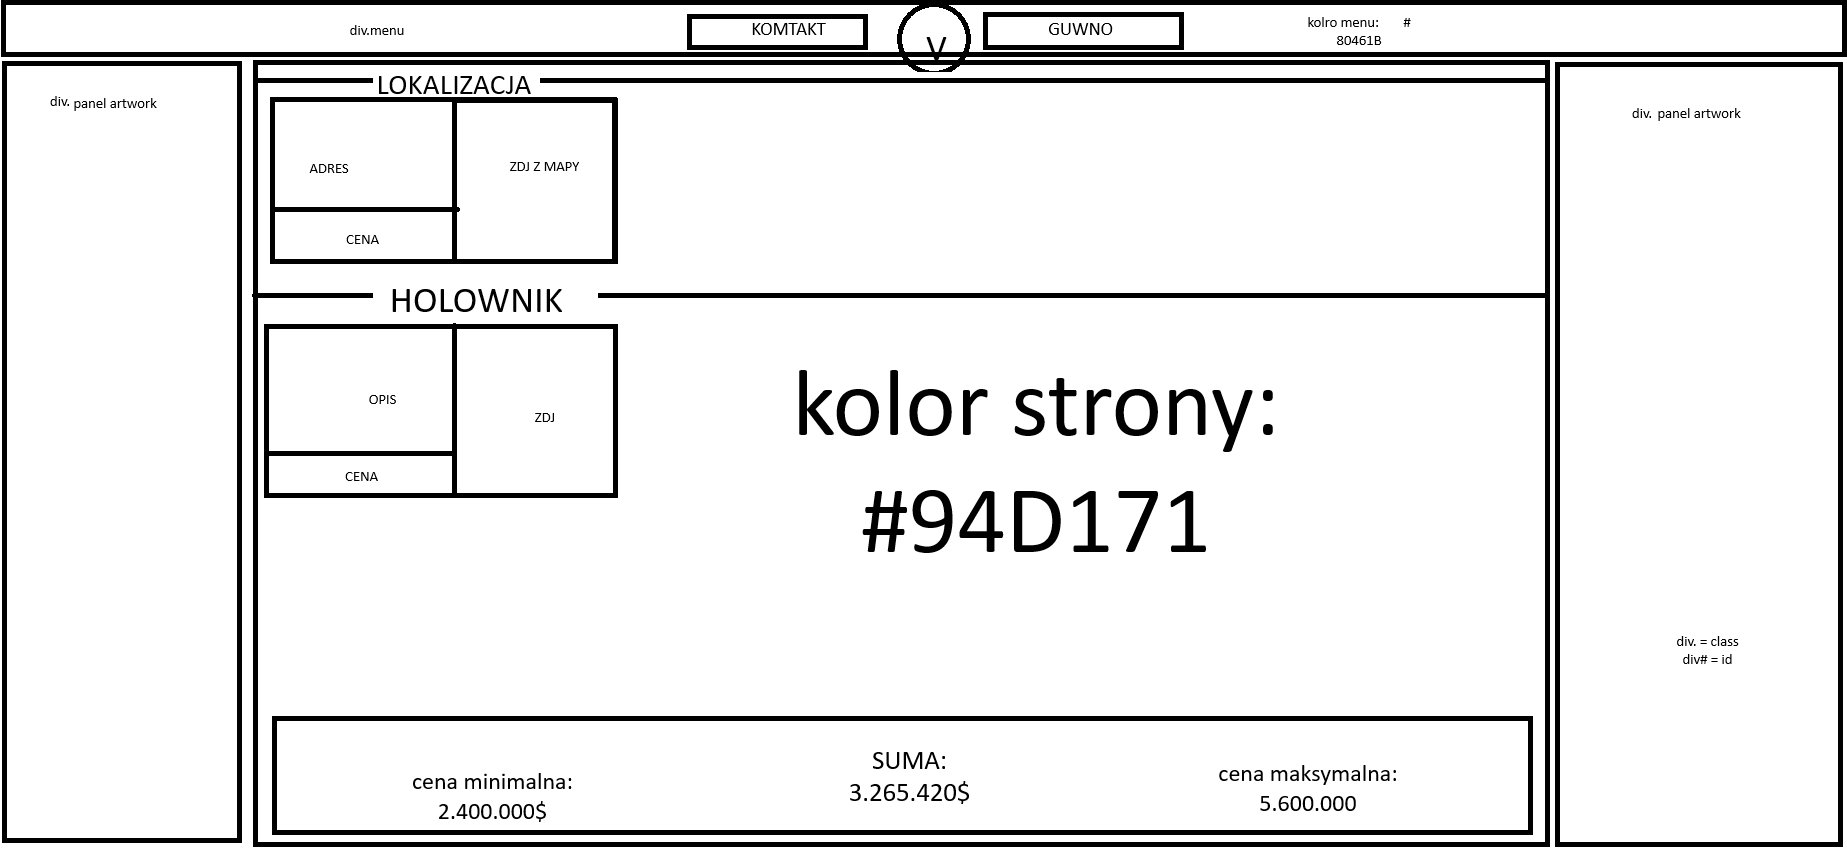 div.menu
KOMTAKT
V
GUWNO
kolro menu: #
80461B
div. panel artwork
LOKALIZACJA
ADRES
ZDJ Z MAPY
CENA
div. panel artwork
HOLOWNIK
OPIS
ZDJ
CENA
kolor strony:
#94D171
div. = class
div# = id
cena minimalna:
2.400.000$
SUMA:
3.265.420$
cena maksymalna:
5.600.000